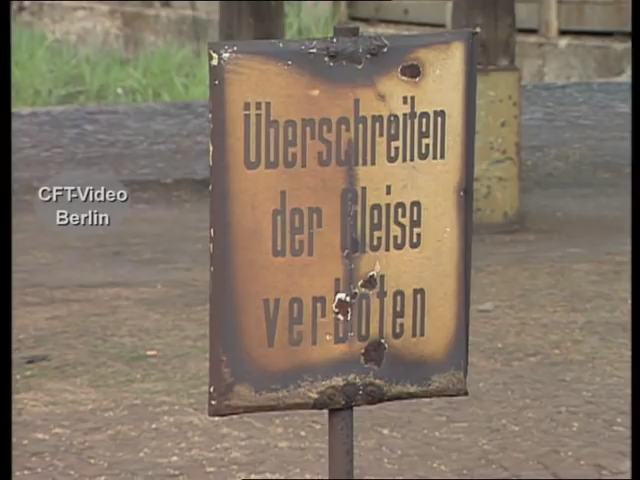 Überschreiten
der Gleise
verboten
CFT-Video
Berlin